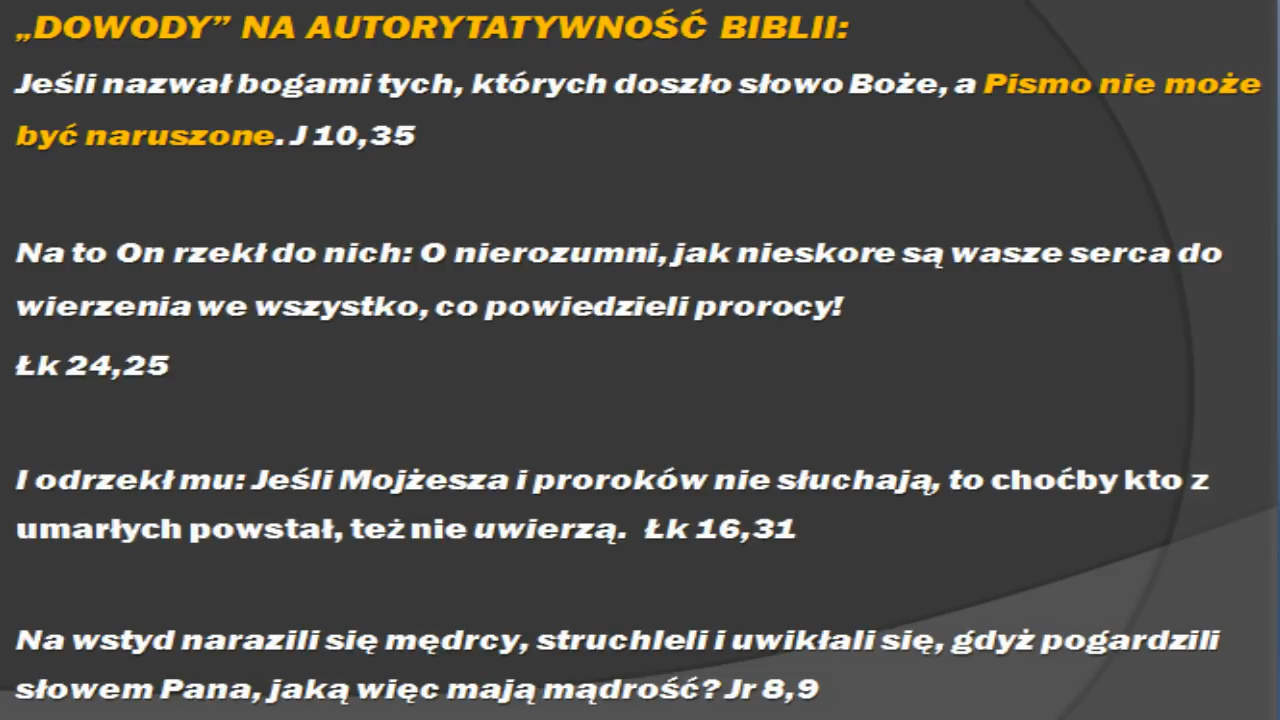 „DOWODY” NA AUTORYTATYWNOŚĆ BIBLII:
Jeśli nazwał bogami tych, których doszło słowo Boże, a Pismo nie może
być naruszone. J 10,35
Na to On rzekł do nich: O nierozumni, jak nieskore są wasze serca do
wierzenia we wszystko, co powiedzieli prorocy!
Łk 24,25
I odrzekł mu: Jeśli Mojżesza i proroków nie słuchają, to choćby kto z
umarłych powstał, też nie uwierzą. Łk 16,31
Na wstyd narazili się mędrcy, struchleli i uwikłali się, gdyż pogardzili
słowem Pana, jaką więc mają mądrość? Jr 8,9